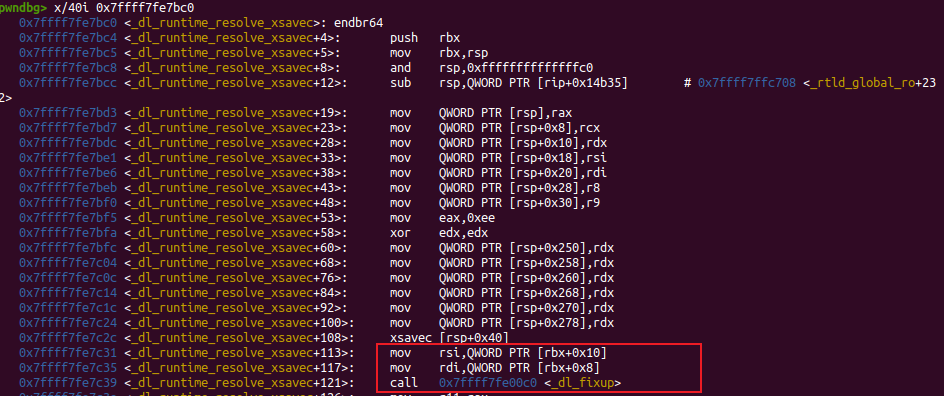 pwndbg> x/40i 0x7ffff7fe7bc0
0x7ffff7fe7bc0 <_dl_runtime_resolve_xsavec>: endbr64
0x7ffff7fe7bc4 <_dl_runtime_resolve_xsavec+4>: push rbx
0x7ffff7fe7bc5 <_dl_runtime_resolve_xsavec+5>: mov rbx,rsp
0x7ffff7fe7bc8 <_dl_runtime_resolve_xsavec+8>: and rsp,0xffffffffffffffc0
0x7ffff7fe7bcc <_dl_runtime_resolve_xsavec+12>: sub rsp,QWORD PTR [rip+0x14b35] # 0x7ffff7ffc708 <_rtld_global_ro+23
2>
0x7ffff7fe7bd3 <_dl_runtime_resolve_xsavec+19>: mov QWORD PTR [rsp],rax
0x7ffff7fe7bd7 <_dl_runtime_resolve_xsavec+23>: mov QWORD PTR [rsp+0x8],rcx
0x7ffff7fe7bdc <_dl_runtime_resolve_xsavec+28>: mov QWORD PTR [rsp+0x10],rdx
0x7ffff7fe7be1 <_dl_runtime_resolve_xsavec+33>: mov QWORD PTR [rsp+0x18],rsi
0x7ffff7fe7be6 <_dl_runtime_resolve_xsavec+38>: mov QWORD PTR [rsp+0x20],rdi
0x7ffff7fe7beb <_dl_runtime_resolve_xsavec+43>: mov QWORD PTR [rsp+0x28],r8
0x7ffff7fe7bf0 <_dl_runtime_resolve_xsavec+48>: mov QWORD PTR [rsp+0x30],r9
0x7ffff7fe7bf5 <_dl_runtime_resolve_xsavec+53>: mov eax,0xee
0x7ffff7fe7bfa <_dl_runtime_resolve_xsavec+58>: xor edx,edx
0x7ffff7fe7bfc <_dl_runtime_resolve_xsavec+60>: mov QWORD PTR [rsp+0x250],rdx
0x7ffff7fe7c04 <_dl_runtime_resolve_xsavec+68>: mov QWORD PTR [rsp+0x258],rdx
0x7ffff7fe7c0c <_dl_runtime_resolve_xsavec+76>: mov QWORD PTR [rsp+0x260],rdx
0x7ffff7fe7c14 <_dl_runtime_resolve_xsavec+84>: mov QWORD PTR [rsp+0x268],rdx
0x7ffff7fe7c1c <_dl_runtime_resolve_xsavec+92>: mov QWORD PTR [rsp+0x270],rdx
0x7ffff7fe7c24 <_dl_runtime_resolve_xsavec+100>: mov QWORD PTR [rsp+0x278],rdx
0x7ffff7fe7c2c <_dl_runtime_resolve_xsavec+108>: xsavec [rsp+0x40]
0x7ffff7fe7c31 <_dl_runtime_resolve_xsavec+113>: mov rsi,QWORD PTR [rbx+0x10]
0x7ffff7fe7c35 <_dl_runtime_resolve_xsavec+117>: mov rdi,QWORD PTR [rbx+0x8]
0x7ffff7fe7c39 <_dl_runtime_resolve_xsavec+121>: call 0x7ffff7fe00c0 <_dl_fixup>